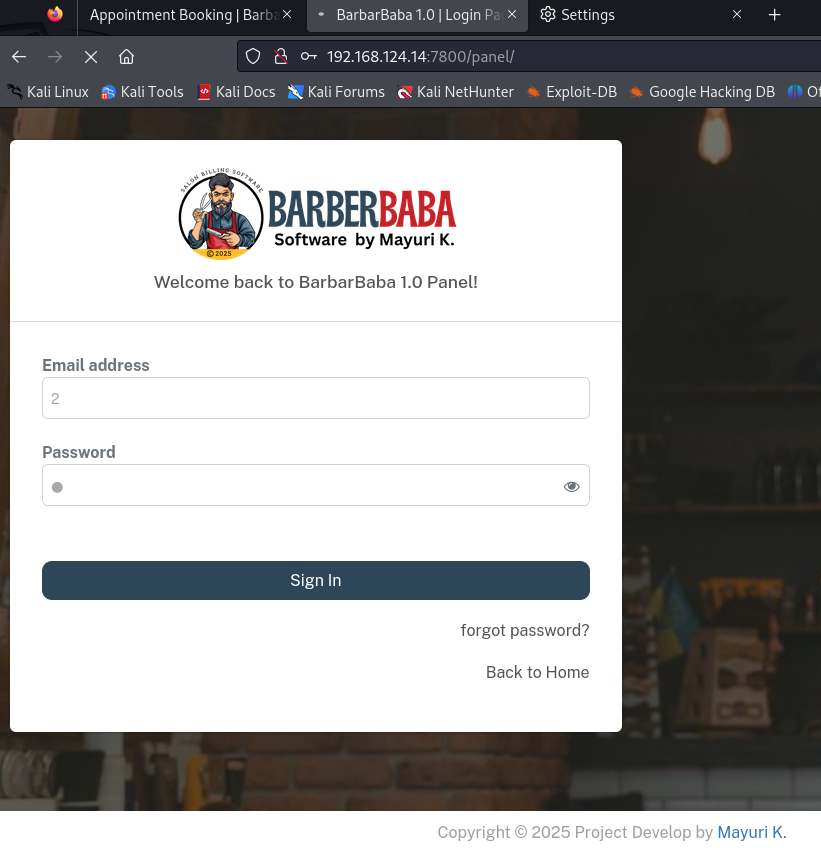 Appointment Booking | Barba
BarbarBaba 1.0 | Login Pa
Settings
192.168.124.14:7800/panel/
Kali Linux
Kali Tools
Kali Docs
Kali Forums
Kali NetHunter
Exploit-DB
Google Hacking DB
Of
SALON BILLING SOFTWARE
© 2025
BARBERBABA
Software by Mayuri K.
Welcome back to BarbarBaba 1.0 Panel!
Email address
2
Password
Sign In
forgot password?
Back to Home
Copyright © 2025 Project Develop by Mayuri K.